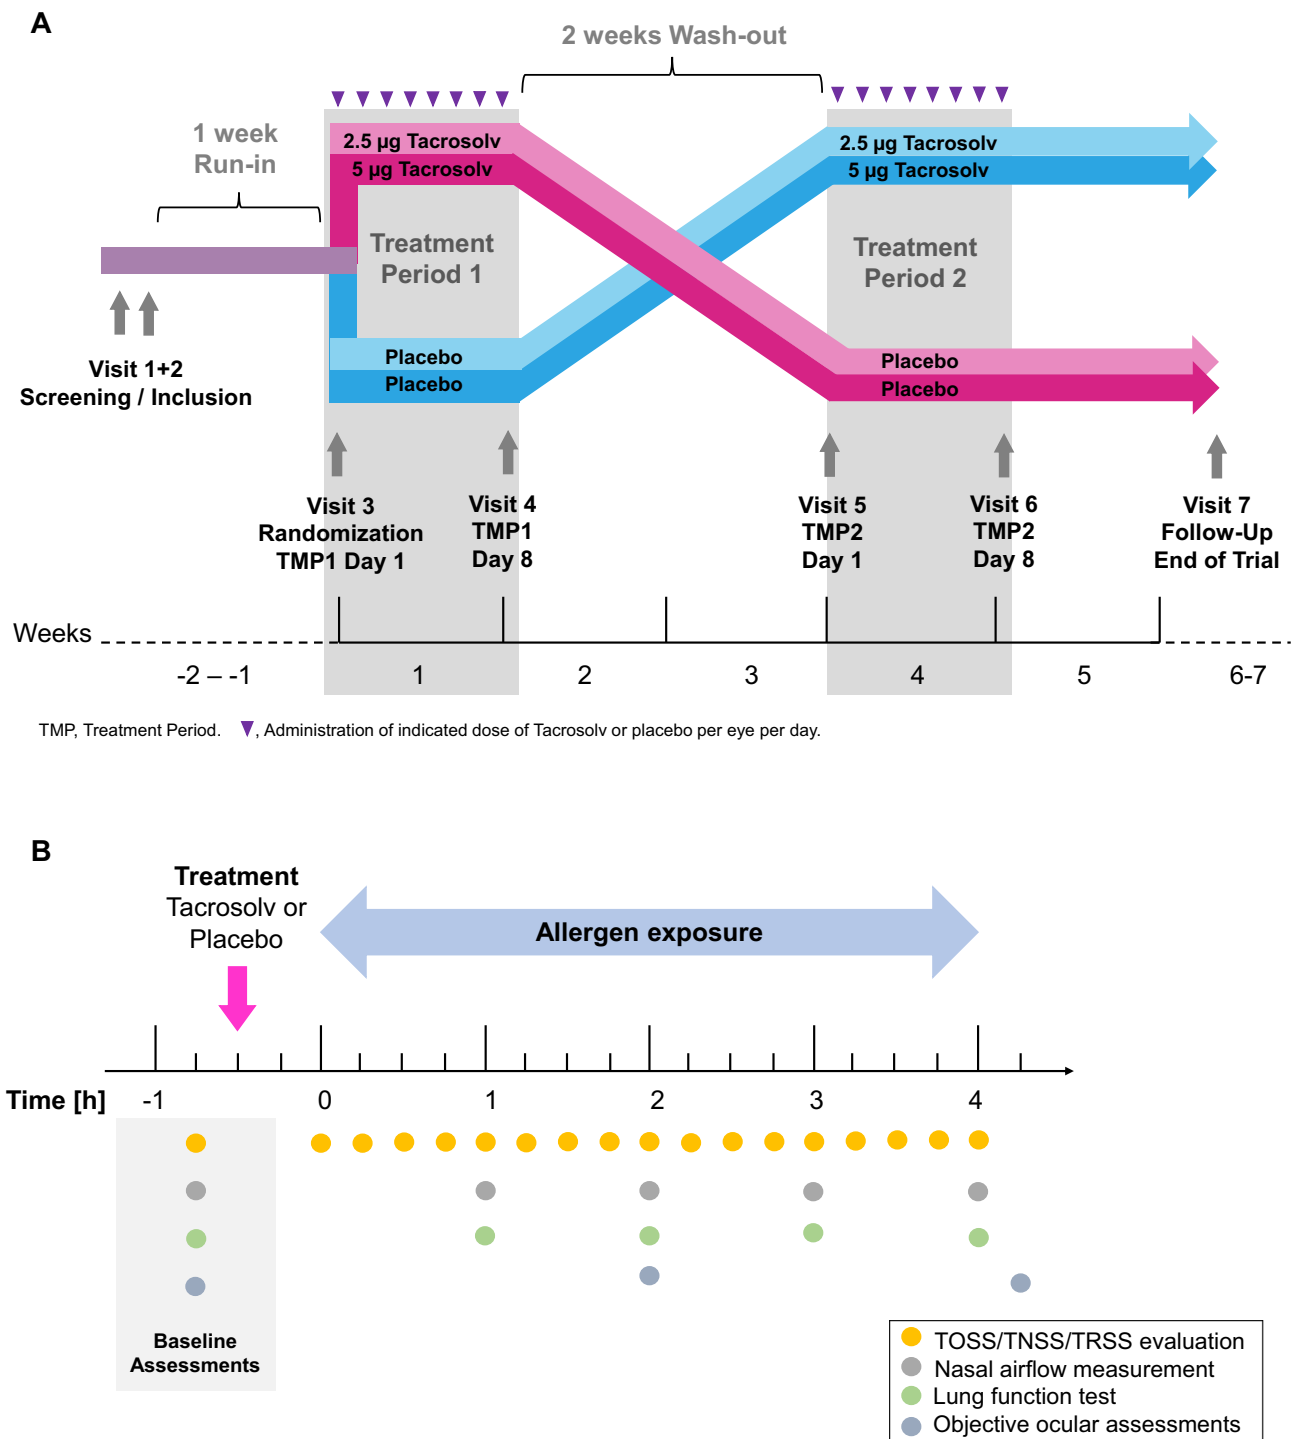 A
2 weeks Wash-out
1 week
Run-in
2.5 µg Tacrosolv
5 µg Tacrosolv
2.5 µg Tacrosolv
5 µg Tacrosolv
Treatment
Period 1
Treatment
Period 2
Placebo
Placebo
Placebo
Placebo
Visit 1+2
Screening / Inclusion
Visit 3
Randomization
TMP1 Day 1
Visit 4
TMP1
Day 8
Visit 5
TMP2
Day 1
Visit 6
TMP2
Day 8
Visit 7
Follow-Up
End of Trial
Weeks
-2 – -1 1 2 3 4 5 6-7
TMP, Treatment Period. ▼, Administration of indicated dose of Tacrosolv or placebo per eye per day.
B
Treatment
Tacrosolv or
Placebo
Allergen exposure
Time [h] -1 0 1 2 3 4
Baseline
Assessments
TOSS/TNSS/TRSS evaluation
Nasal airflow measurement
Lung function test
Objective ocular assessments